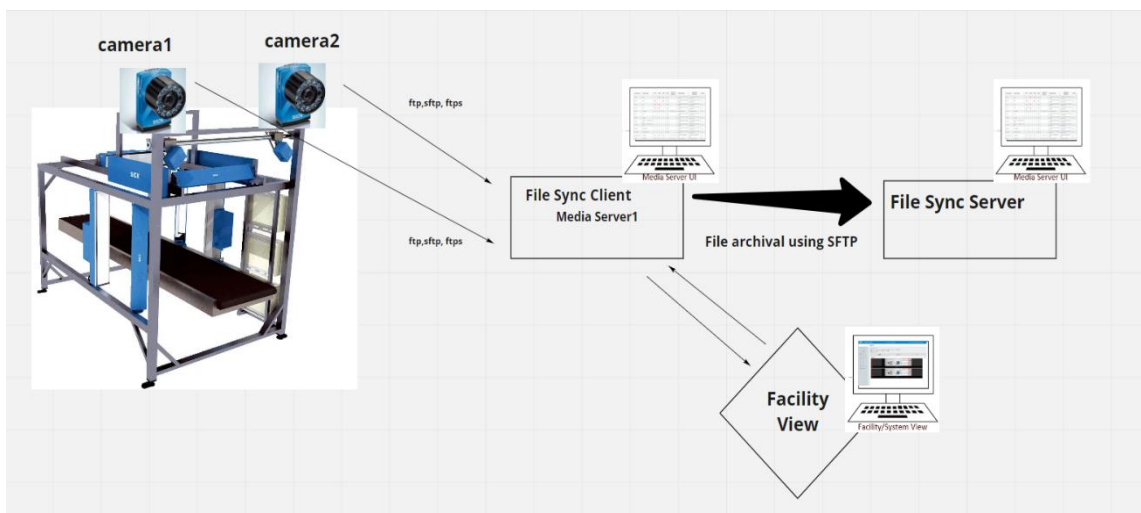 camera1
camera2
ftp,sftp, ftps
ftp,sftp, ftps
Media Server UI
File Sync Client
Media Server1
File archival using SFTP
Media Server UI
File Sync Server
Facility
View
Facility/System View
SICK